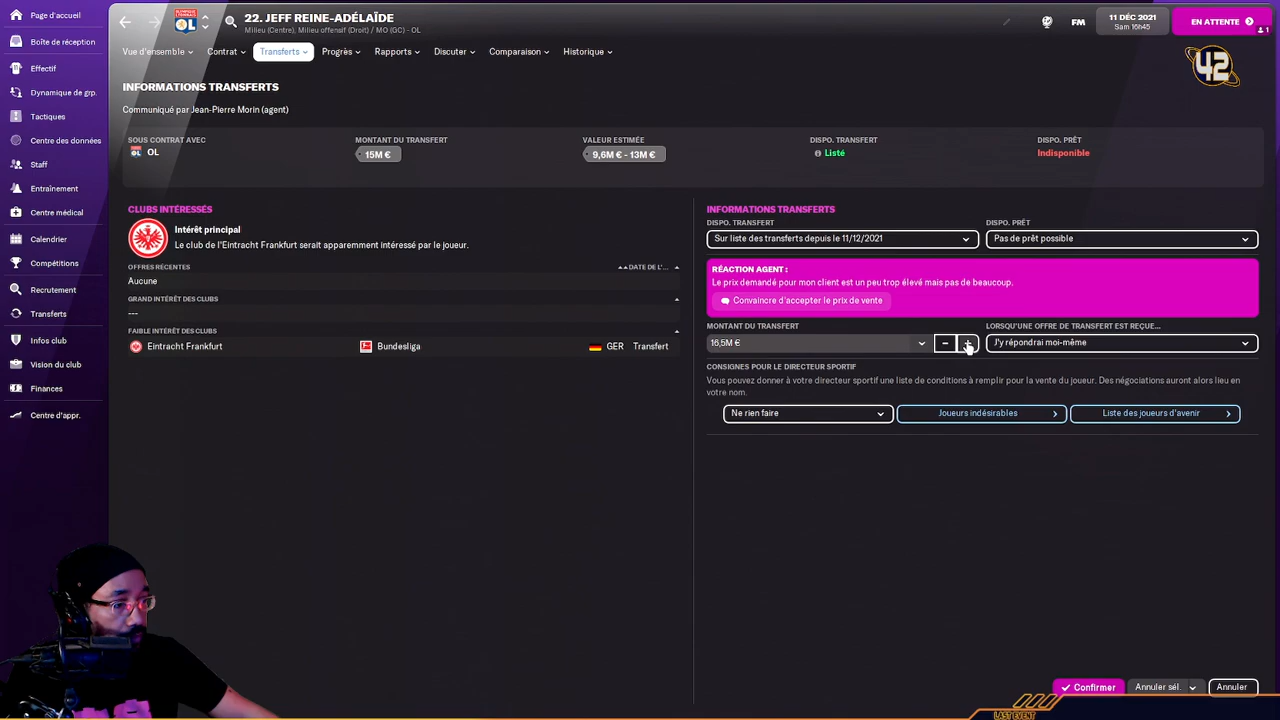 Page d'accueil
Boîte de réception
Effectif
Dynamique de grp.
Tactiques
Centre des données
Staff
Entraînement
Centre médical
Calendrier
Compétitions
Recrutement
Transferts
Infos club
Vision du club
Finances
Centre d'appr.
22. JEFF REINE-ADÉLAÏDE
Milieu (Centre), Milieu offensif (Droit) / MO (GC) - OL
FM
11 DÉC 2021
Sam 16h45
EN ATTENTE
1
Vue d'ensemble
Contrat
Transferts
Progrès
Rapports
Discuter
Comparaison
Historique
42
INFORMATIONS TRANSFERTS
Communiqué par Jean-Pierre Morin (agent)
SOUS CONTRAT AVEC
OL
MONTANT DU TRANSFERT
15M €
VALEUR ESTIMÉE
9,6M € - 13M €
DISPO. TRANSFERT
Listé
DISPO. PRÊT
Indisponible
CLUBS INTÉRESSÉS
Intérêt principal
Le club de l'Eintracht Frankfurt serait apparemment intéressé par le joueur.
OFFRES RÉCENTES
DATE DE L'...
Aucune
GRAND INTÉRÊT DES CLUBS
---
FAIBLE INTÉRÊT DES CLUBS
Eintracht Frankfurt
Bundesliga
GER
Transfert
INFORMATIONS TRANSFERTS
DISPO. TRANSFERT
DISPO. PRÊT
Sur liste des transferts depuis le 11/12/2021
Pas de prêt possible
RÉACTION AGENT :
Le prix demandé pour mon client est un peu trop élevé mais pas de beaucoup.
Convaincre d'accepter le prix de vente
MONTANT DU TRANSFERT
LORSQU'UNE OFFRE DE TRANSFERT EST REÇUE...
16,5M €
- +
J'y répondrai moi-même
CONSIGNES POUR LE DIRECTEUR SPORTIF
Vous pouvez donner à votre directeur sportif une liste de conditions à remplir pour la vente du joueur. Des négociations auront alors lieu en
votre nom.
Ne rien faire
Joueurs indésirables
Liste des joueurs d'avenir
Confirmer
Annuler sél.
Annuler
LAST EVENT